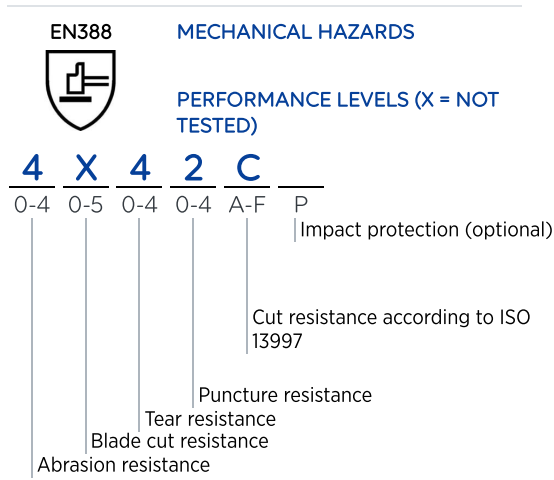 EN388
MECHANICAL HAZARDS
PERFORMANCE LEVELS (X = NOT
TESTED)
4 X 4 2 C
0-4 0-5 0-4 0-4 A-F P
Impact protection (optional)
Cut resistance according to ISO
13997
Puncture resistance
Tear resistance
Blade cut resistance
Abrasion resistance